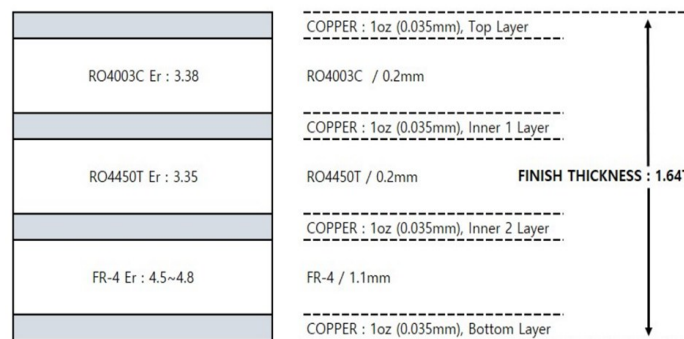 COPPER : 1oz (0.035mm), Top Layer
RO4003C Er : 3.38
RO4003C / 0.2mm
COPPER : 1oz (0.035mm), Inner 1 Layer
RO4450T Er : 3.35
RO4450T / 0.2mm
FINISH THICKNESS : 1.64T
COPPER : 1oz (0.035mm), Inner 2 Layer
FR-4 Er : 4.5~4.8
FR-4 / 1.1mm
COPPER : 1oz (0.035mm), Bottom Layer